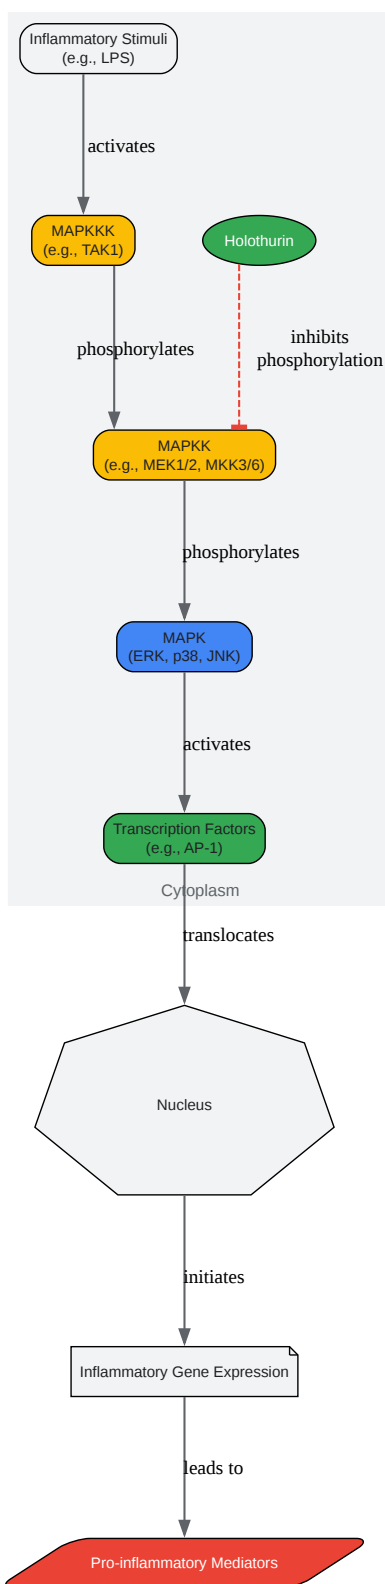 Inflammatory Stimuli
(e.g., LPS)
activates
MAPKKK
(e.g., TAK1)
Holothurin
phosphorylates
inhibits
phosphorylation
MAPKK
(e.g., MEK1/2, MKK3/6)
phosphorylates
MAPK
(ERK, p38, JNK)
activates
Transcription Factors
(e.g., AP-1)
Cytoplasm
translocates
Nucleus
initiates
Inflammatory Gene Expression
leads to
Pro-inflammatory Mediators